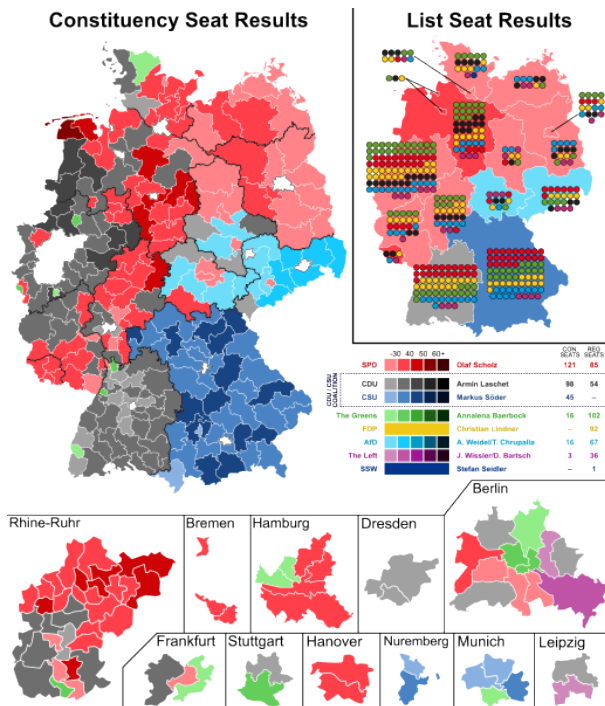 Constituency Seat Results
List Seat Results
-30 40 50 60+
CON. SEATS
REG. SEATS
SPD Olaf Scholz 121 85
CDU / CSU COALITION
CDU Armin Laschet 98 54
CSU Markus Söder 45 –
The Greens Annalena Baerbock 16 102
FDP Christian Lindner – 92
AfD A. Weidel/T. Chrupalla 16 67
The Left J. Wissler/D. Bartsch 3 36
SSW Stefan Seidler – 1
Rhine-Ruhr
Bremen
Hamburg
Dresden
Berlin
Frankfurt
Stuttgart
Hanover
Nuremberg
Munich
Leipzig